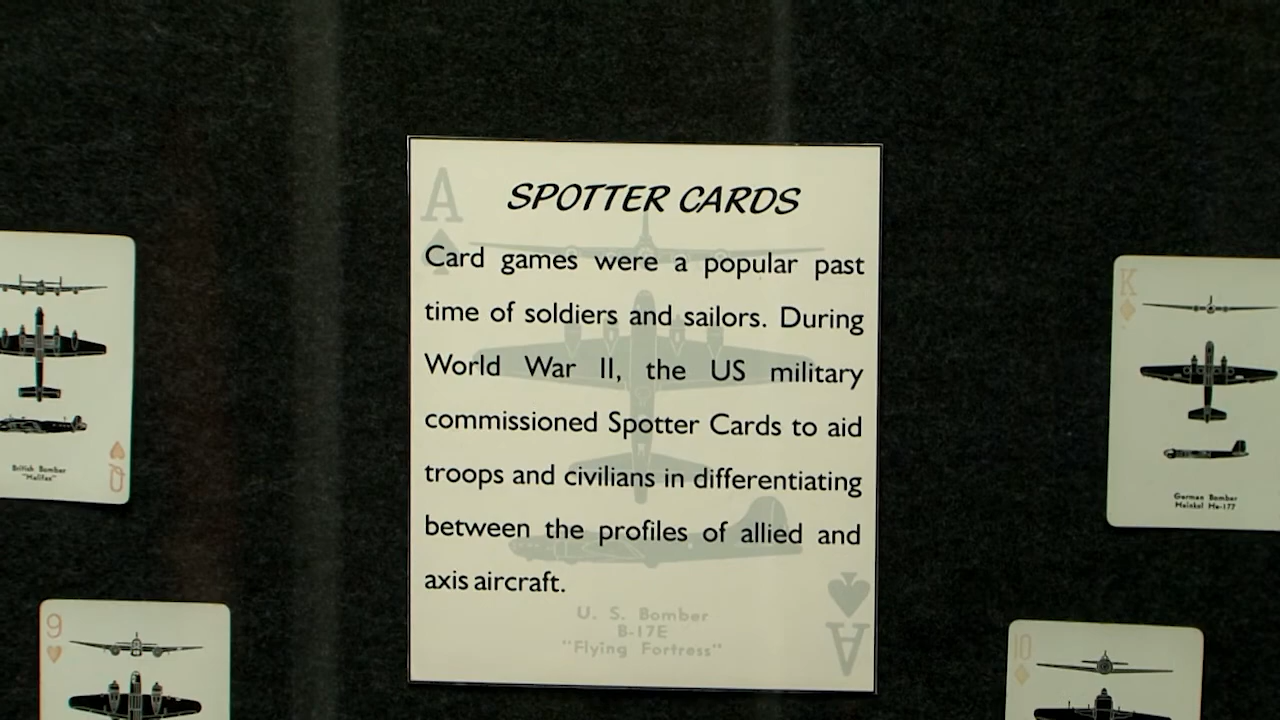 A
SPOTTER CARDS
Card games were a popular past
time of soldiers and sailors. During
World War II, the US military
commissioned Spotter Cards to aid
troops and civilians in differentiating
between the profiles of allied and
axis aircraft.
U. S. Bomber
B-17E
"Flying Fortress"
A
British Bomber
"Halifax"
Q
9
K
German Bomber
Heinkel He-177
10